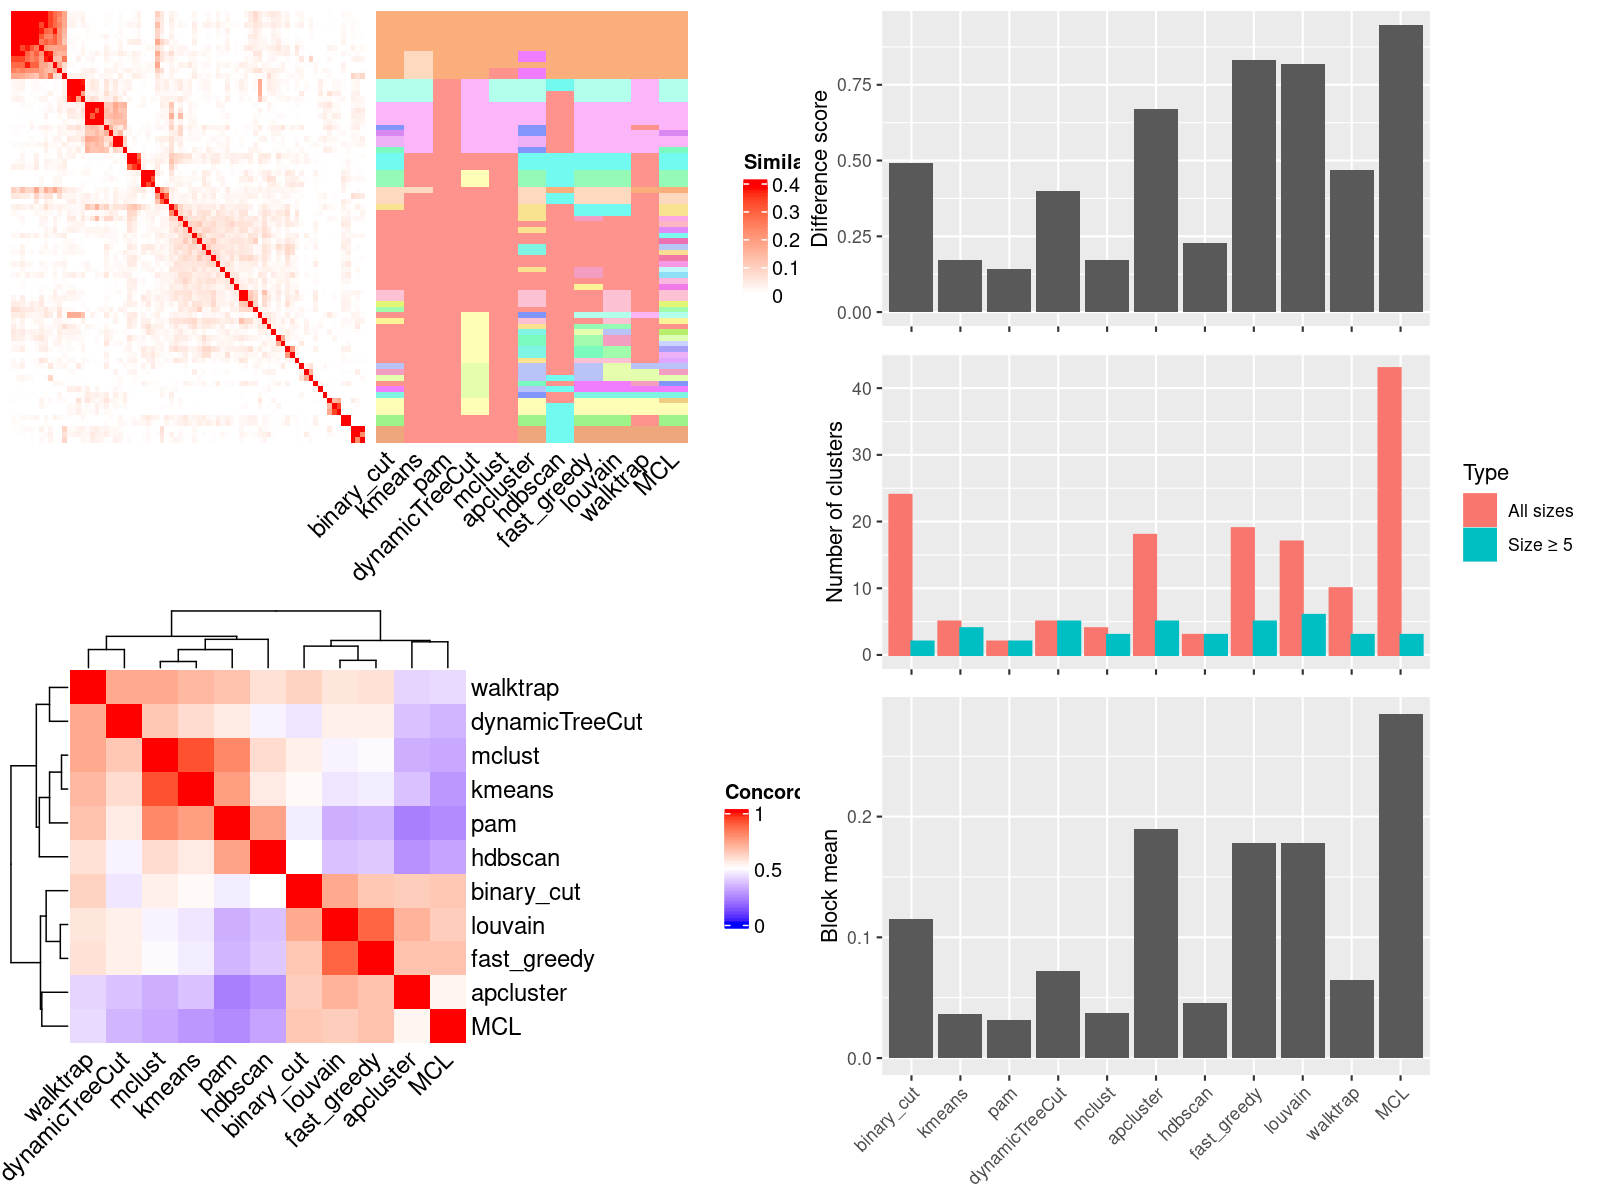 Simila
0.4
0.3
0.2
0.1
0
binary_cut
kmeans
pam
dynamicTreeCut
mclust
apcluster
hdbscan
fast_greedy
louvain
walktrap
MCL
walktrap
dynamicTreeCut
mclust
kmeans
pam
hdbscan
binary_cut
louvain
fast_greedy
apcluster
MCL
Concord
1
0.5
0
walktrap
dynamicTreeCut
mclust
kmeans
pam
hdbscan
binary_cut
louvain
fast_greedy
apcluster
MCL
Difference score
0.75
0.50
0.25
0.00
Number of clusters
40
30
20
10
0
Type
All sizes
Size ≥ 5
Block mean
0.2
0.1
0.0
binary_cut
kmeans
pam
dynamicTreeCut
mclust
apcluster
hdbscan
fast_greedy
louvain
walktrap
MCL